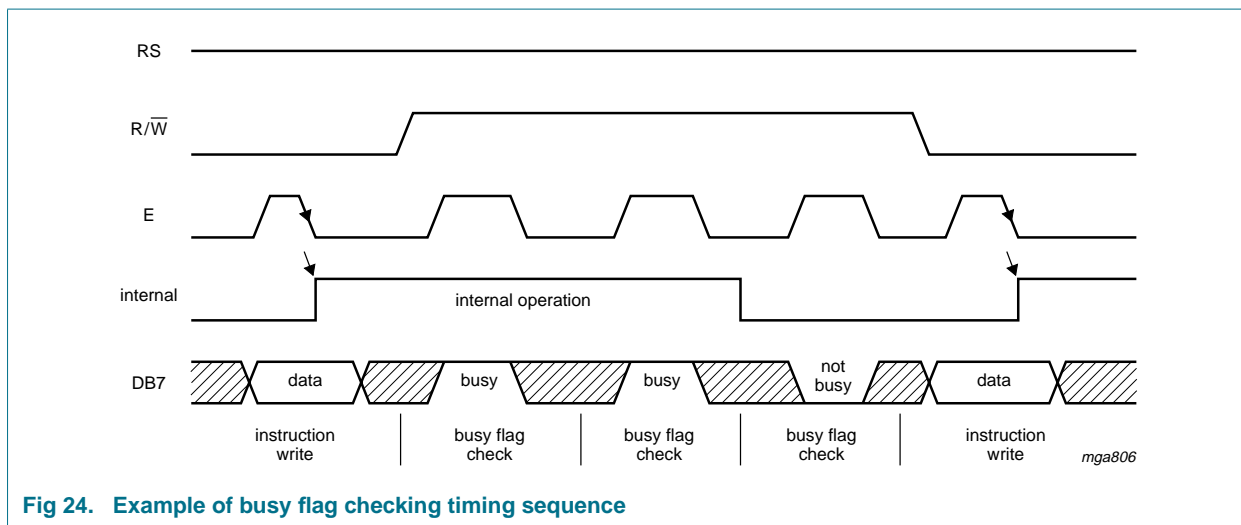 RS
R/W̅
E
internal
internal operation
DB7
data
busy
busy
not
busy
data
instruction
write
busy flag
check
busy flag
check
busy flag
check
instruction
write
mga806
Fig 24. Example of busy flag checking timing sequence